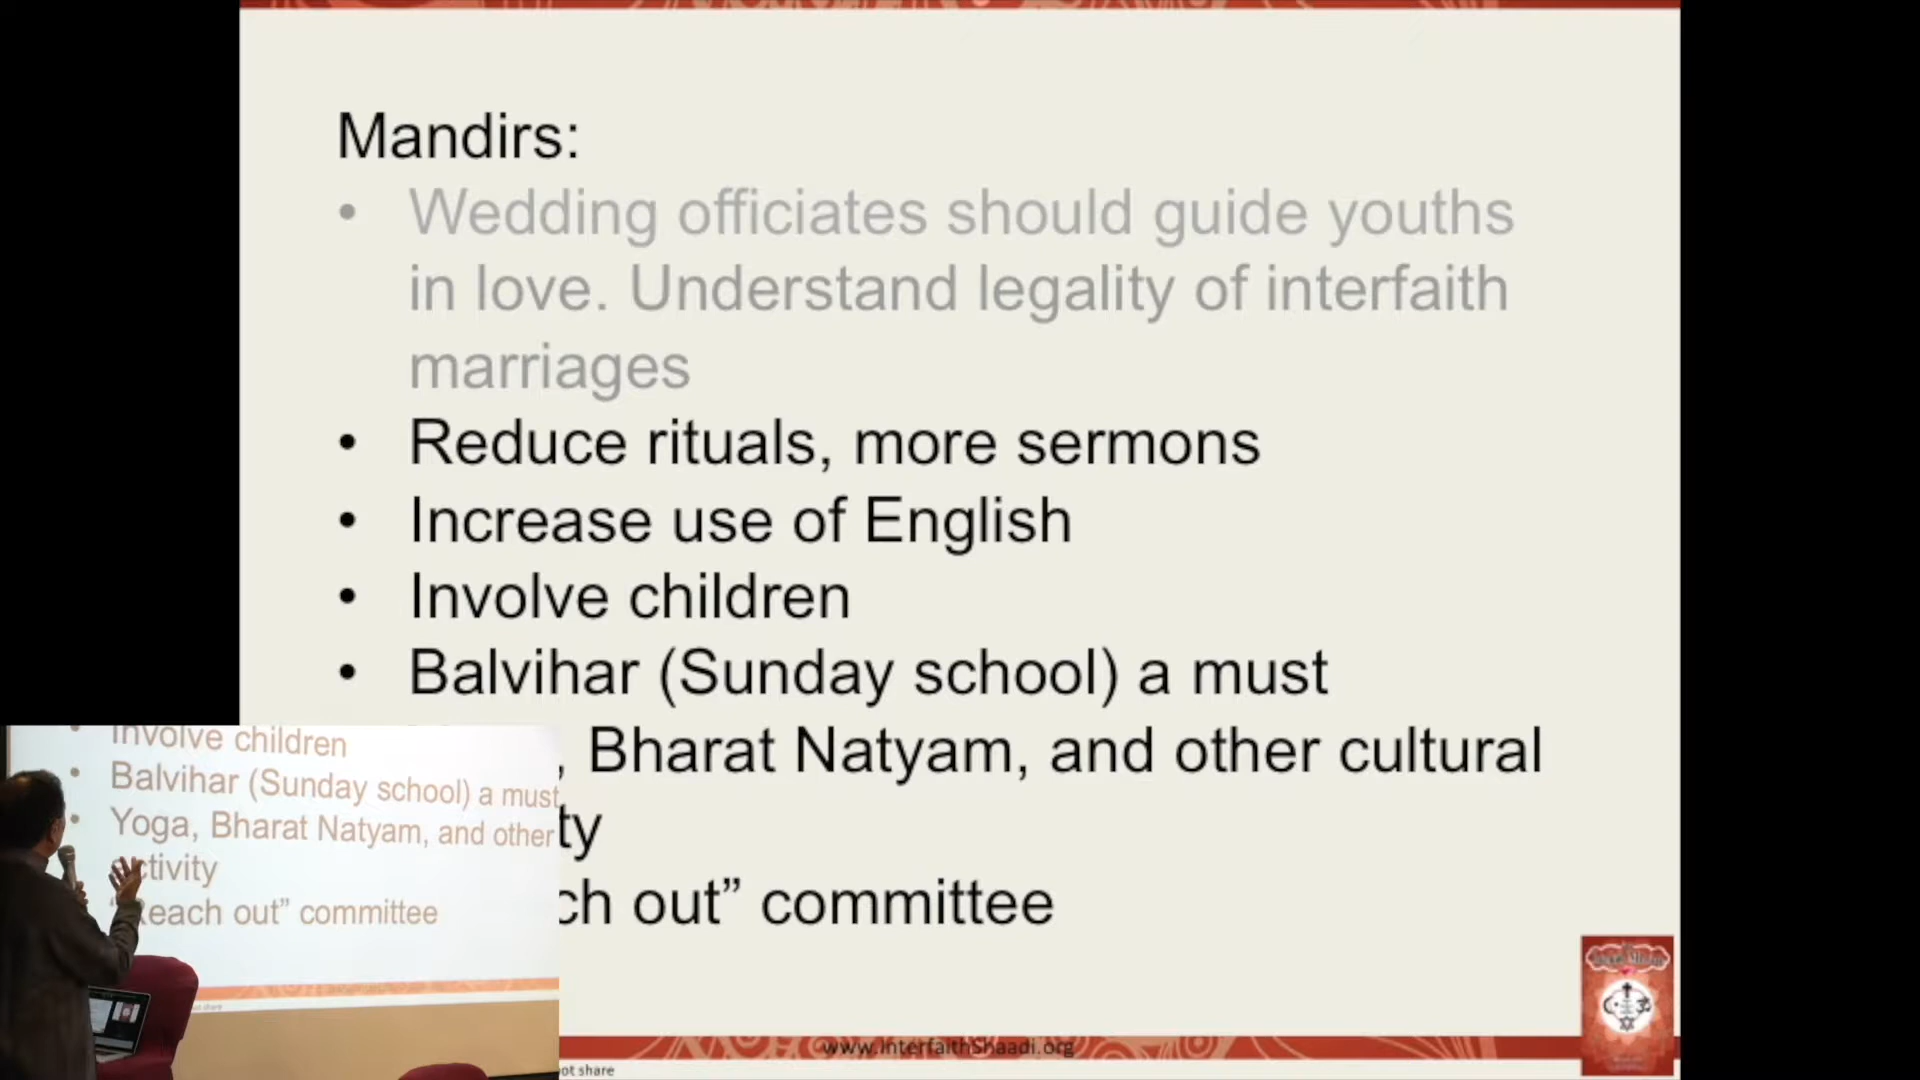 Mandirs:
• Wedding officiates should guide youths
in love. Understand legality of interfaith
marriages
• Reduce rituals, more sermons
• Increase use of English
• Involve children
• Balvihar (Sunday school) a must
, Bharat Natyam, and other cultural
ty
ch out” committee
• Involve children
• Balvihar (Sunday school) a must
• Yoga, Bharat Natyam, and other
activity
“Reach out” committee
www.InterfaithShaadi.org
ot share